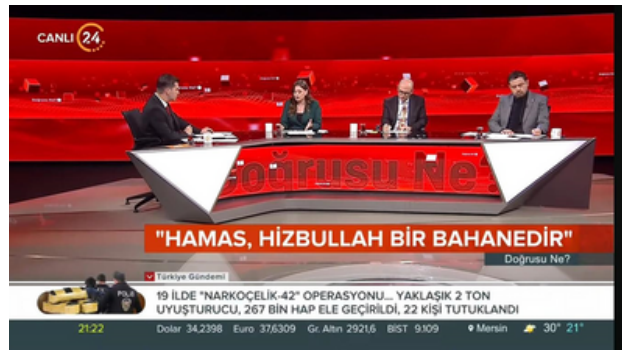 CANLI 24
Doğrusu Ne?
"HAMAS, HİZBULLAH BİR BAHANEDİR"
Doğrusu Ne?
Türkiye Gündemi
POLİS
19 İLDE "NARKOÇELİK-42" OPERASYONU... YAKLAŞIK 2 TON
UYUŞTURUCU, 267 BİN HAP ELE GEÇİRİLDİ, 22 KİŞİ TUTUKLANDI
21:22 Dolar 34,2398 Euro 37,6309 Gr. Altın 2921,6 BİST 9.109 Mersin 30° 21°